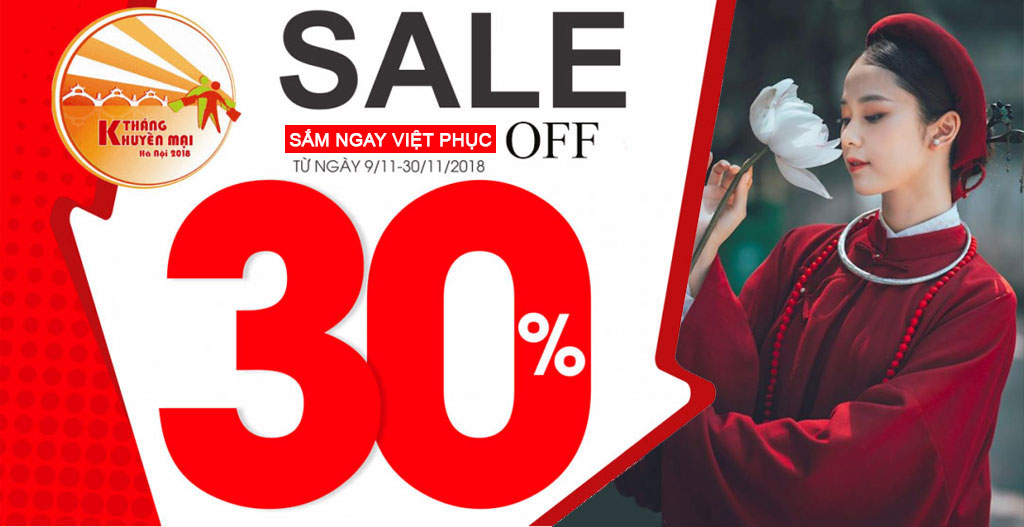 THÁNG
KHUYẾN MẠI
Hà Nội 2018
SALE
SẮM NGAY VIỆT PHỤC
OFF
TỪ NGÀY 9/11-30/11/2018
30%